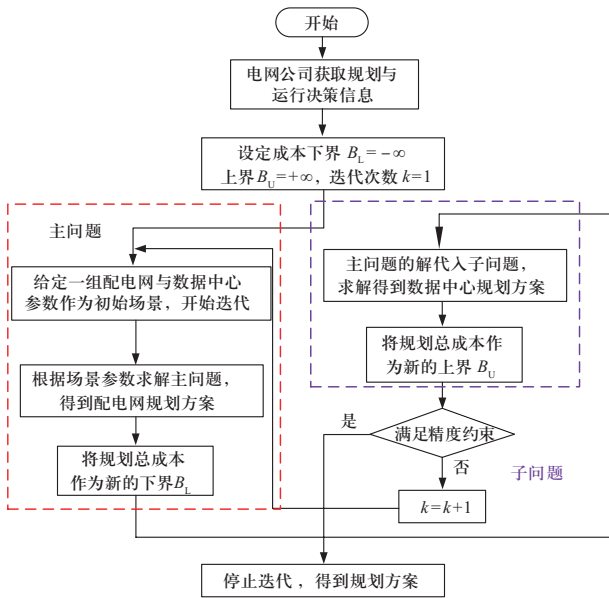 开始
电网公司获取规划与
运行决策信息
设定成本下界 B_L=−∞
上界B_U=+∞, 迭代次数 k=1
主问题
给定一组配电网与数据中心
参数作为初始场景，开始迭代
根据场景参数求解主问题，
得到配电网规划方案
将规划总成本
作为新的下界B_L
主问题的解代入子问题，
求解得到数据中心规划方案
将规划总成本作
为新的上界 B_U
满足精度约束
是
否
子问题
k=k+1
停止迭代，得到规划方案